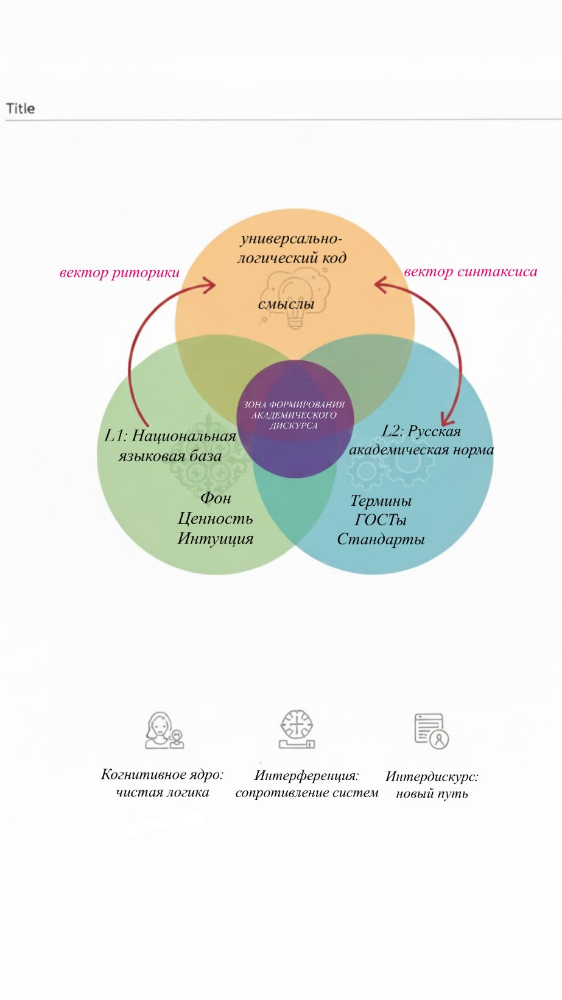 Title
универсально-
логический код
вектор риторики
вектор синтаксиса
смыслы
ЗОНА ФОРМИРОВАНИЯ
АКАДЕМИЧЕСКОГО
ДИСКУРСА
L1: Национальная
языковая база
L2: Русская
академическая норма
Фон
Ценность
Интуиция
Термины
ГОСТы
Стандарты
Когнитивное ядро:
чистая логика
Интерференция:
сопротивление систем
Интердискурс:
новый путь